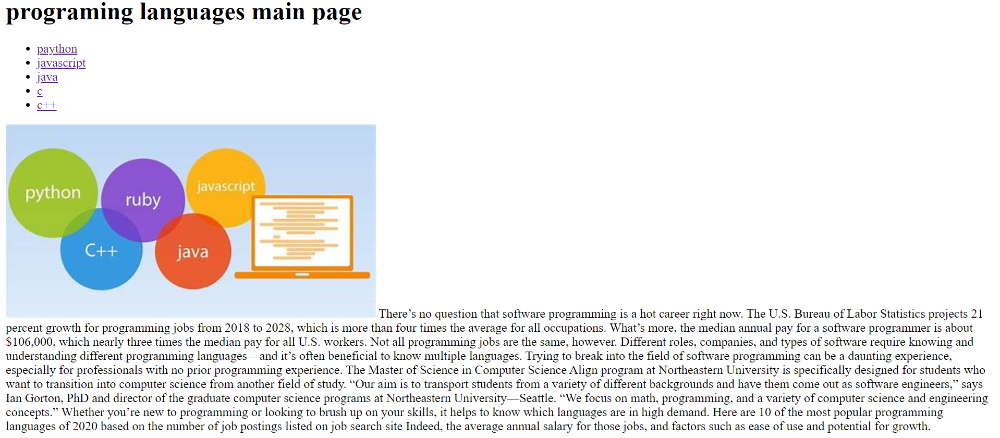 programing languages main page
paython
javascript
java
c
c++
python
ruby
javascript
C++
java
There’s no question that software programming is a hot career right now. The U.S. Bureau of Labor Statistics projects 21
percent growth for programming jobs from 2018 to 2028, which is more than four times the average for all occupations. What’s more, the median annual pay for a software programmer is about
$106,000, which nearly three times the median pay for all U.S. workers. Not all programming jobs are the same, however. Different roles, companies, and types of software require knowing and
understanding different programming languages—and it’s often beneficial to know multiple languages. Trying to break into the field of software programming can be a daunting experience,
especially for professionals with no prior programming experience. The Master of Science in Computer Science Align program at Northeastern University is specifically designed for students who
want to transition into computer science from another field of study. “Our aim is to transport students from a variety of different backgrounds and have them come out as software engineers,” says
Ian Gorton, PhD and director of the graduate computer science programs at Northeastern University—Seattle. “We focus on math, programming, and a variety of computer science and engineering
concepts.” Whether you’re new to programming or looking to brush up on your skills, it helps to know which languages are in high demand. Here are 10 of the most popular programming
languages of 2020 based on the number of job postings listed on job search site Indeed, the average annual salary for those jobs, and factors such as ease of use and potential for growth.